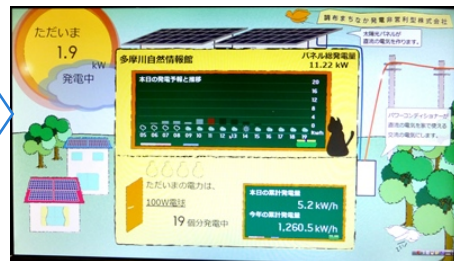 調布まちなか発電非営利型株式会社
ただいま
1.9
kW
発電中
太陽光パネルが
直流の電気を作ります。
多摩川自然情報館
パネル総発電量
11.22 kW
本日の発電予報と推移
20
16
12
8
4
0
kw/h
パワーコンディショナーが
直流の電気を家で使える
交流の電気にします。
ただいまの電力は、
100W電球
19 個分発電中
本日の累計発電量
5.2 kW/h
今年の累計発電量
1,260.5 kW/h